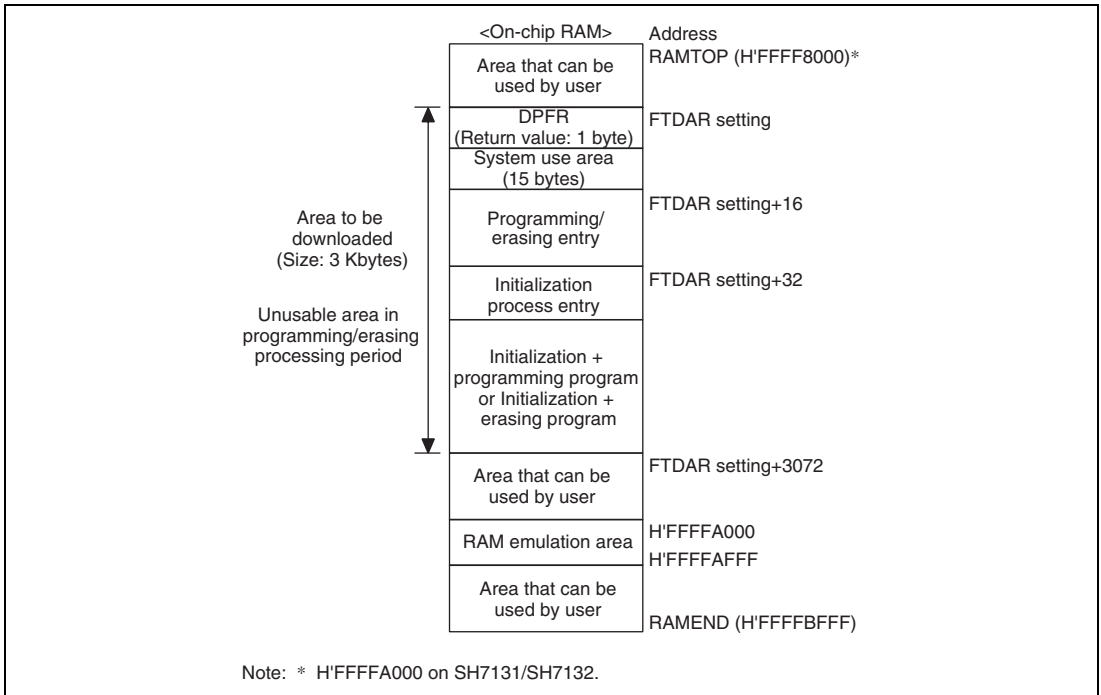 <On-chip RAM>
Address
RAMTOP (H'FFFF8000)*
Area that can be
used by user
DPFR
(Return value: 1 byte)
FTDAR setting
System use area
(15 bytes)
Area to be
downloaded
(Size: 3 Kbytes)
Unusable area in
programming/erasing
processing period
Programming/
erasing entry
FTDAR setting+16
Initialization
process entry
FTDAR setting+32
Initialization +
programming program
or Initialization +
erasing program
Area that can be
used by user
FTDAR setting+3072
RAM emulation area
H'FFFFA000
H'FFFFAFFF
Area that can be
used by user
RAMEND (H'FFFFBFFF)
Note: * H'FFFFA000 on SH7131/SH7132.